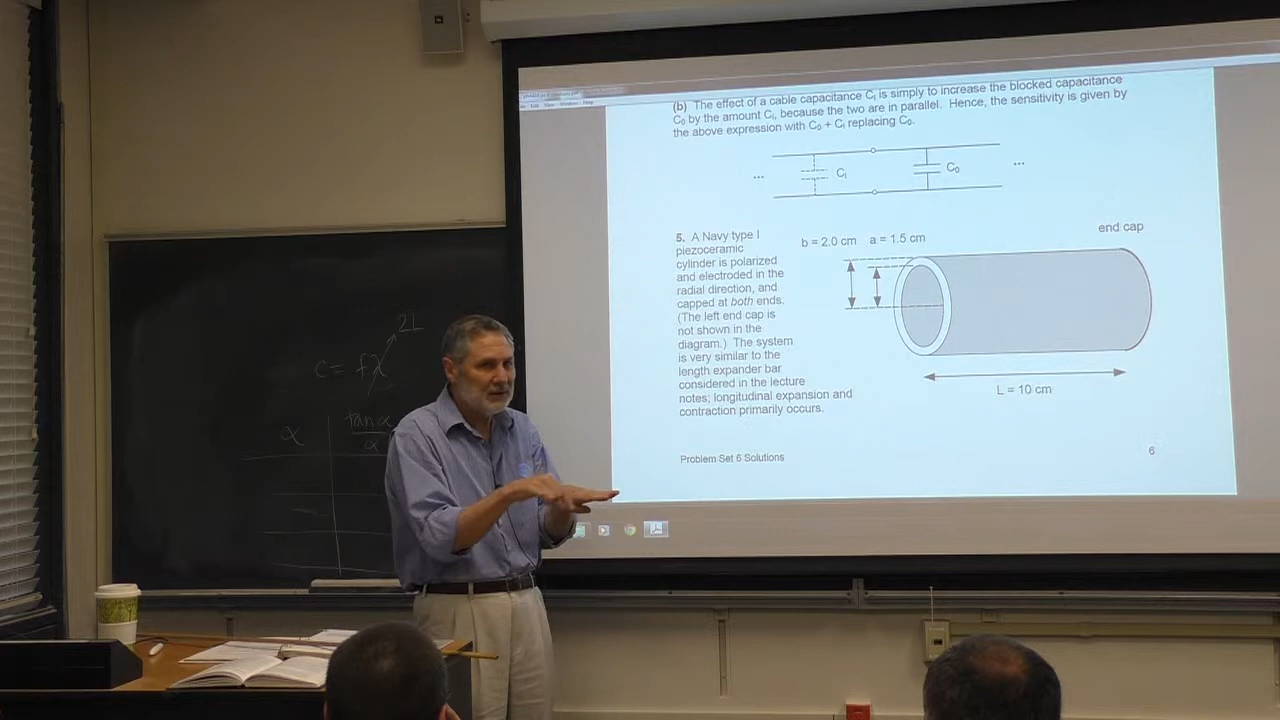 (b) The effect of a cable capacitance Ci is simply to increase the blocked capacitance
C0 by the amount Ci, because the two are in parallel. Hence, the sensitivity is given by
the above expression with C0 + Ci replacing C0.
... Ci C0 ...
5. A Navy type I
piezoceramic
cylinder is polarized
and electroded in the
radial direction, and
capped at both ends.
(The left end cap is
not shown in the
diagram.) The system
is very similar to the
length expander bar
considered in the lecture
notes; longitudinal expansion and
contraction primarily occurs.
b = 2.0 cm a = 1.5 cm
end cap
L = 10 cm
Problem Set 6 Solutions
6
2L
c = fλ
α
tan α
α